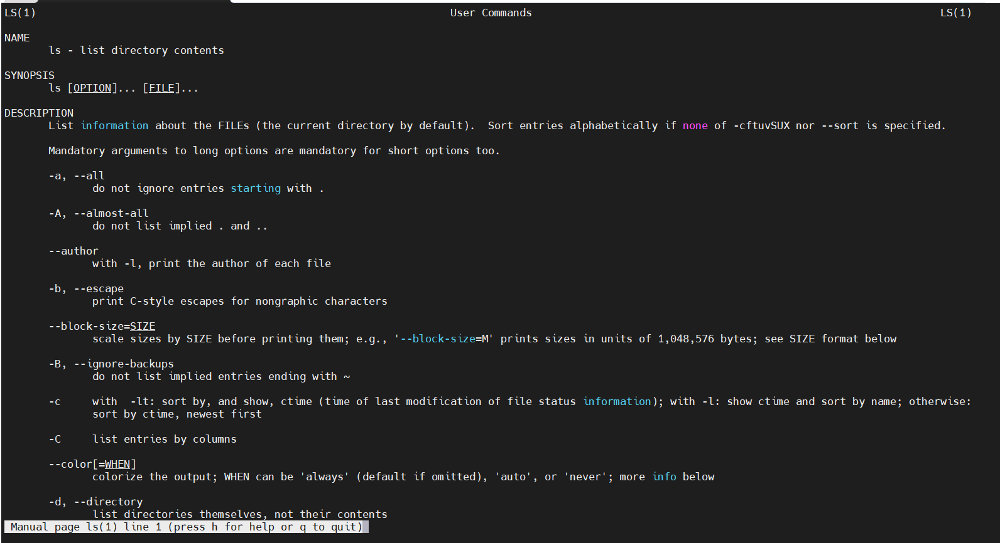 LS(1) User Commands LS(1)
NAME
ls - list directory contents
SYNOPSIS
ls [OPTION]... [FILE]...
DESCRIPTION
List information about the FILEs (the current directory by default).  Sort entries alphabetically if none of -cftuvSUX nor --sort is specified.
Mandatory arguments to long options are mandatory for short options too.
-a, --all
do not ignore entries starting with .
-A, --almost-all
do not list implied . and ..
--author
with -l, print the author of each file
-b, --escape
print C-style escapes for nongraphic characters
--block-size=SIZE
scale sizes by SIZE before printing them; e.g., '--block-size=M' prints sizes in units of 1,048,576 bytes; see SIZE format below
-B, --ignore-backups
do not list implied entries ending with ~
-c with  -lt: sort by, and show, ctime (time of last modification of file status information); with -l: show ctime and sort by name; otherwise:
sort by ctime, newest first
-C list entries by columns
--color[=WHEN]
colorize the output; WHEN can be 'always' (default if omitted), 'auto', or 'never'; more info below
-d, --directory
list directories themselves, not their contents
Manual page ls(1) line 1 (press h for help or q to quit)